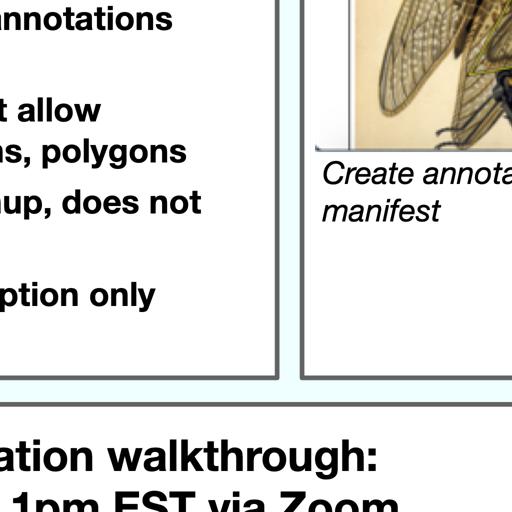 annotations
t allow
ns, polygons
up, does not
ption only
Create annota
manifest
ation walkthrough:
1pm EST via Zoom